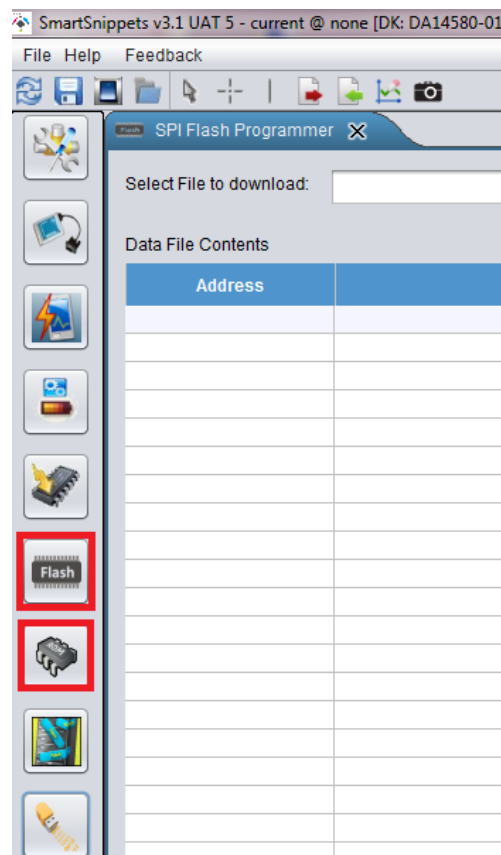 SmartSnippets v3.1 UAT 5 - current @ none [DK: DA14580-01
File Help Feedback
Flash SPI Flash Programmer
Select File to download:
Data File Contents
Address
Flash
ROM